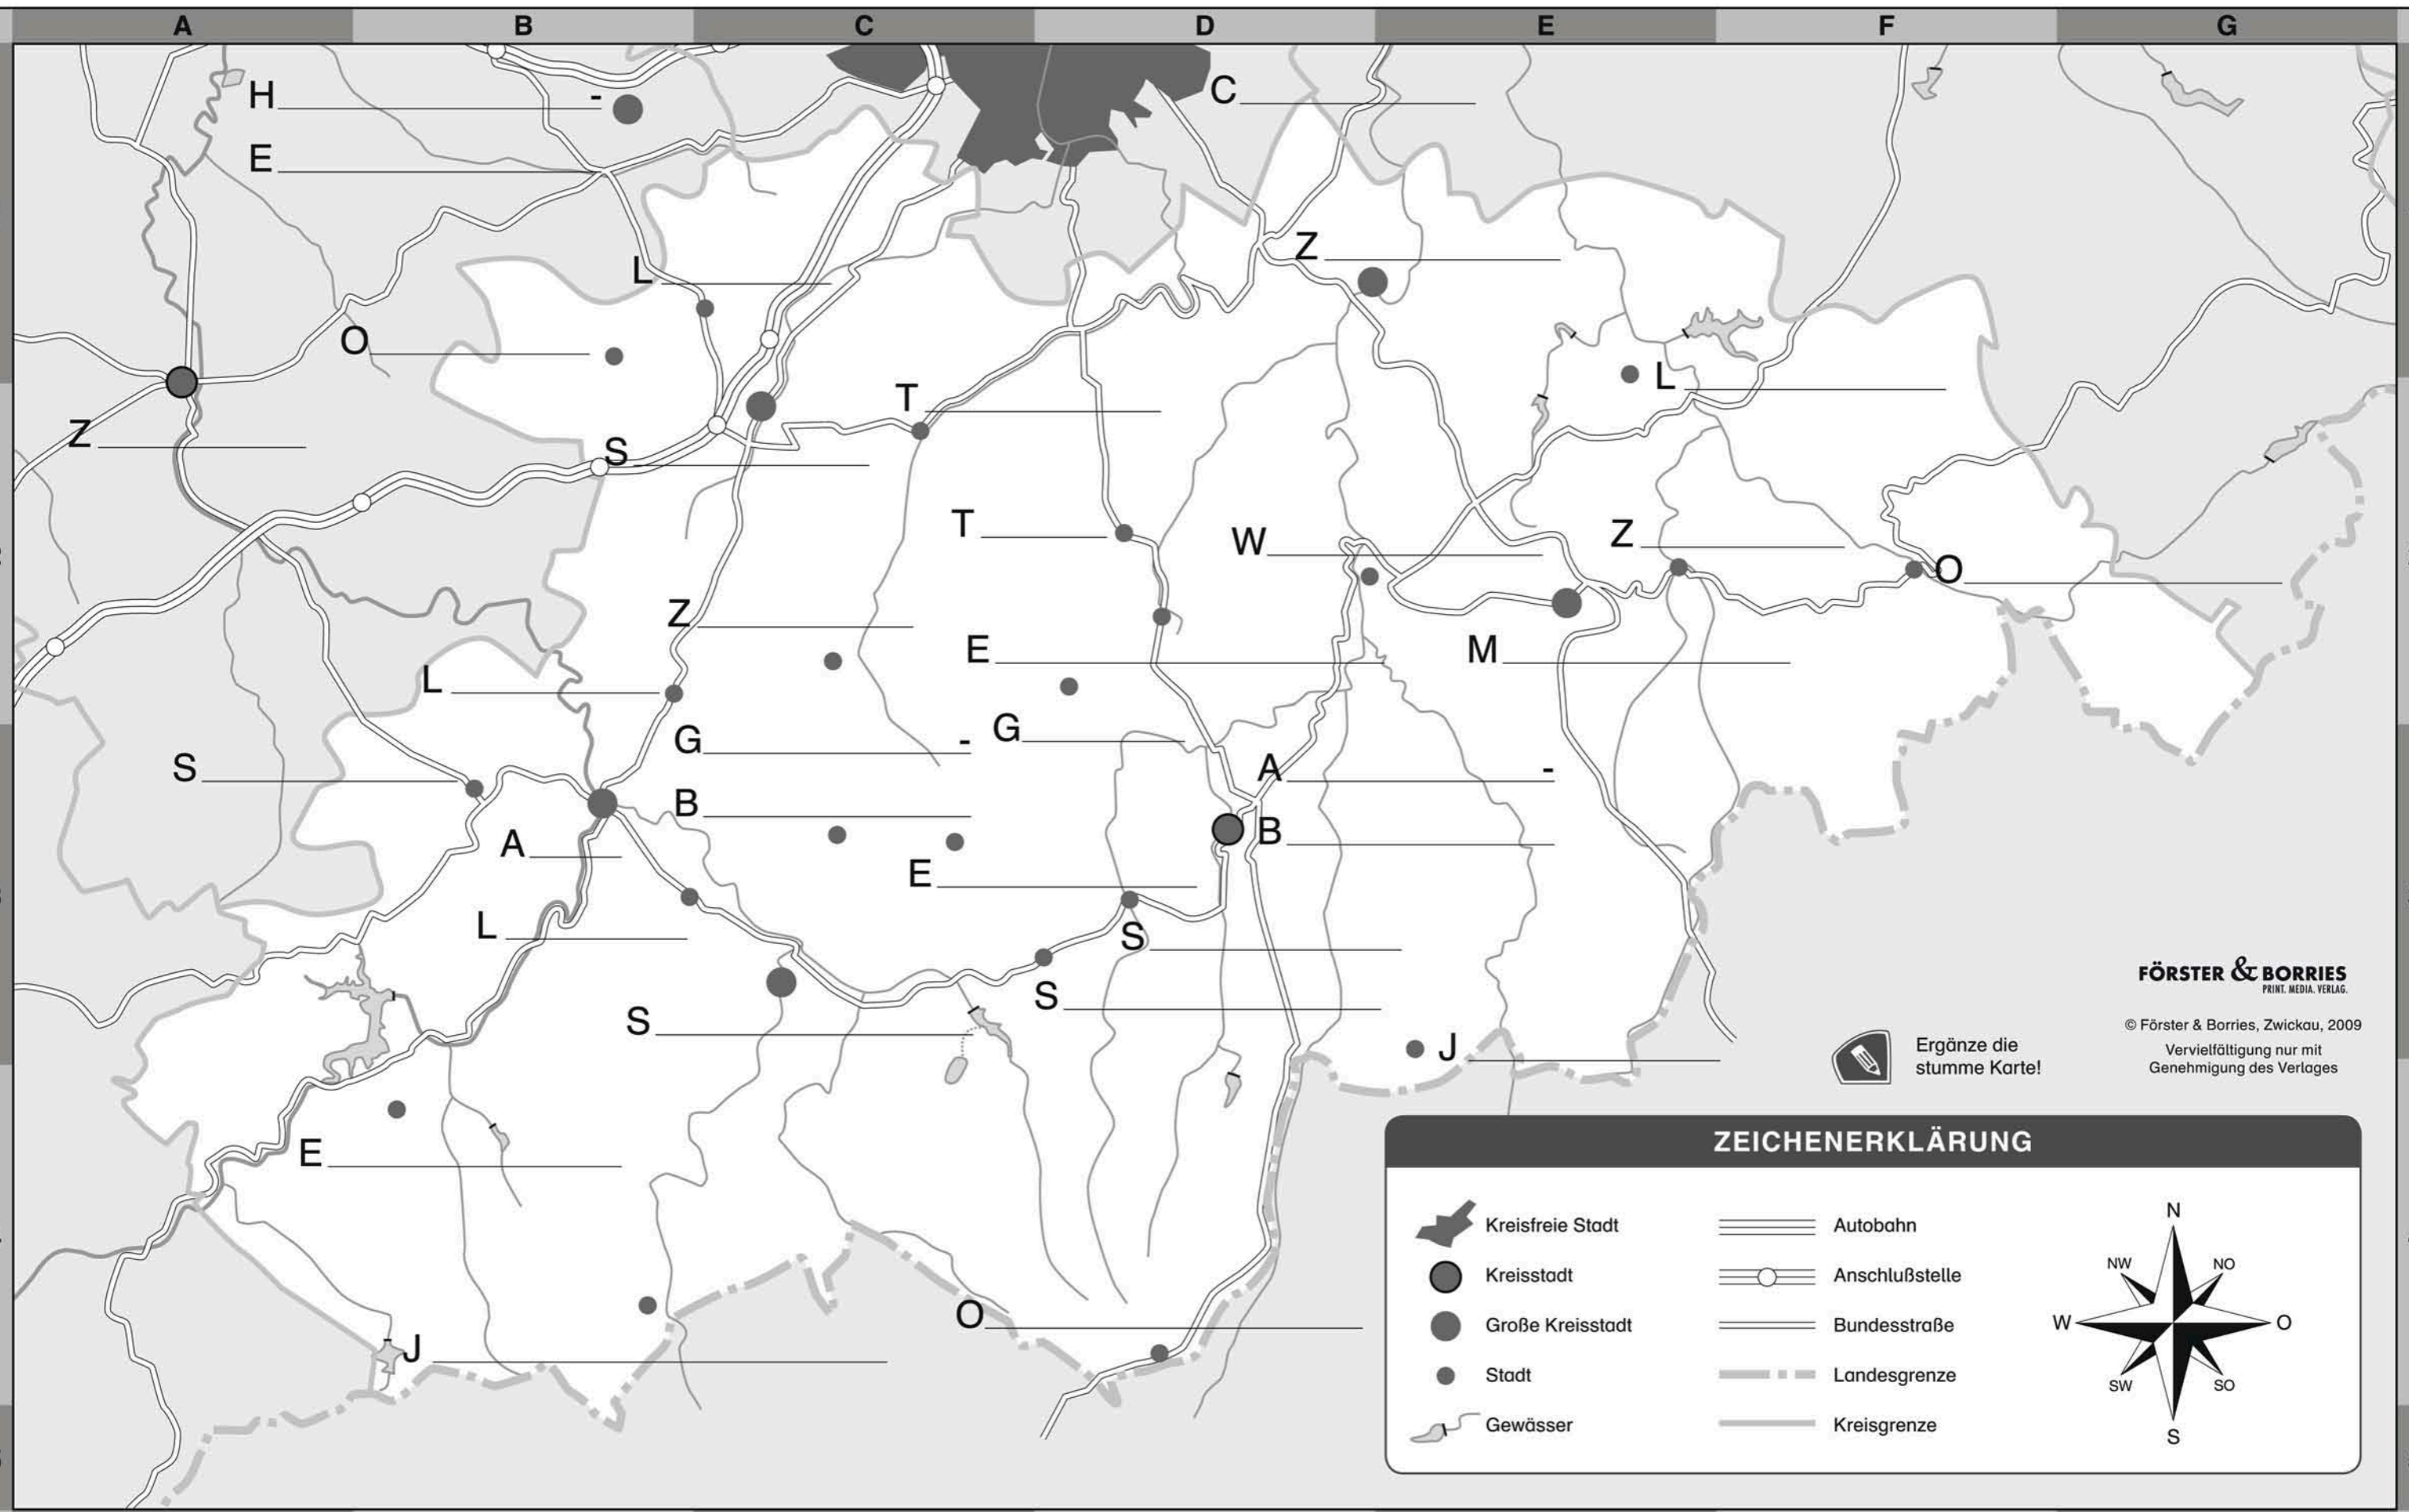 A B C D E F G
H -
E
C
Z
L
O
L
T
Z
S
T
W
Z
O
Z
E
M
L
G
G -
S
A -
B
B
A
E
L
S
S
S
J
E
O
J
FÖRSTER & BORRIES
PRINT. MEDIA. VERLAG.
© Förster & Borries, Zwickau, 2009
Vervielfältigung nur mit
Genehmigung des Verlages
Ergänze die
stumme Karte!
ZEICHENERKLÄRUNG
Kreisfreie Stadt
Kreisstadt
Große Kreisstadt
Stadt
Gewässer
Autobahn
Anschlußstelle
Bundesstraße
Landesgrenze
Kreisgrenze
N
NW NO
W O
SW SO
S